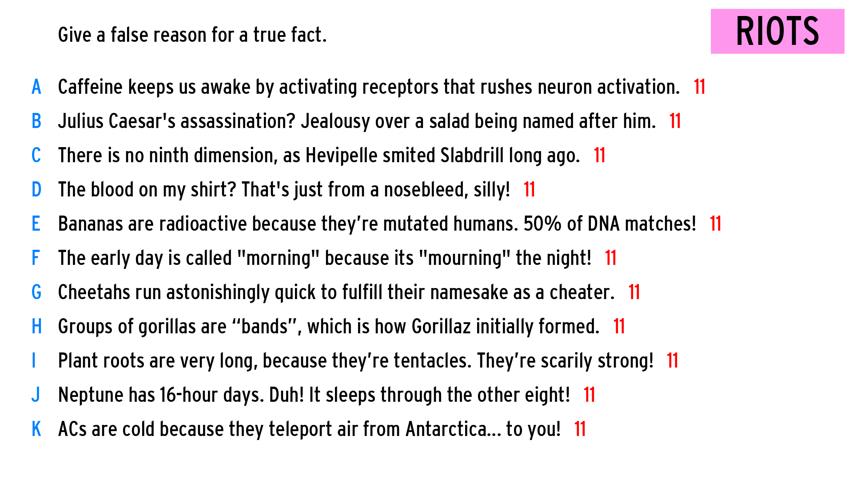 Give a false reason for a true fact.
RIOTS
A Caffeine keeps us awake by activating receptors that rushes neuron activation. 11
B Julius Caesar's assassination? Jealousy over a salad being named after him. 11
C There is no ninth dimension, as Hevipelle smited Slabdrill long ago. 11
D The blood on my shirt? That's just from a nosebleed, silly! 11
E Bananas are radioactive because they’re mutated humans. 50% of DNA matches! 11
F The early day is called "morning" because its "mourning" the night! 11
G Cheetahs run astonishingly quick to fulfill their namesake as a cheater. 11
H Groups of gorillas are “bands”, which is how Gorillaz initially formed. 11
I Plant roots are very long, because they’re tentacles. They’re scarily strong! 11
J Neptune has 16-hour days. Duh! It sleeps through the other eight! 11
K ACs are cold because they teleport air from Antarctica... to you! 11